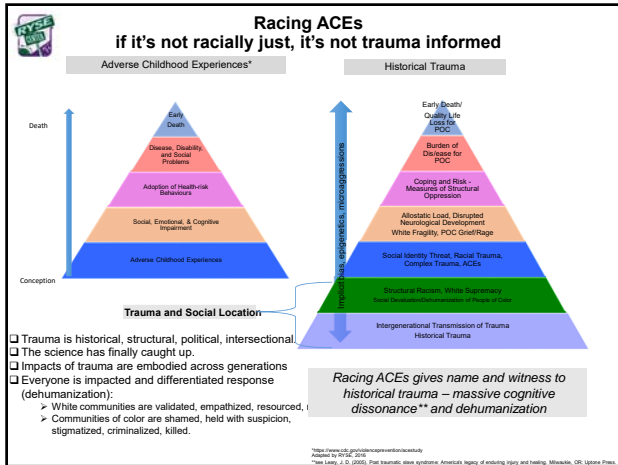 RYSE
CENTER
Racing ACEs
if it's not racially just, it's not trauma informed
Adverse Childhood Experiences*
Death
Conception
Early
Death
Disease, Disability,
and Social
Problems
Adoption of Health-risk
Behaviours
Social, Emotional, & Cognitive
Impairment
Adverse Childhood Experiences
Historical Trauma
Implicit bias, epigenetics, microaggressions
Early Death/
Quality Life
Loss for
POC
Burden of
Dis/ease for
POC
Coping and Risk -
Measures of Structural
Oppression
Allostatic Load, Disrupted
Neurological Development
White Fragility, POC Grief/Rage
Social Identity Threat, Racial Trauma,
Complex Trauma, ACEs
Structural Racism, White Supremacy
Social Devaluation/Dehumanization of People of Color
Intergenerational Transmission of Trauma
Historical Trauma
Trauma and Social Location
❑ Trauma is historical, structural, political, intersectional
❑ The science has finally caught up.
❑ Impacts of trauma are embodied across generations
❑ Everyone is impacted and differentiated response
(dehumanization):
➢ White communities are validated, empathized, resourced,
➢ Communities of color are shamed, held with suspicion,
stigmatized, criminalized, killed.
Racing ACEs gives name and witness to
historical trauma – massive cognitive
dissonance** and dehumanization
*https://www.cdc.gov/violenceprevention/acestudy
Adapted by RYSE, 2016
**see Leary, J. D. (2005). Post traumatic slave syndrome: America's legacy of enduring injury and healing. Milwaukie, OR: Uptone Press.